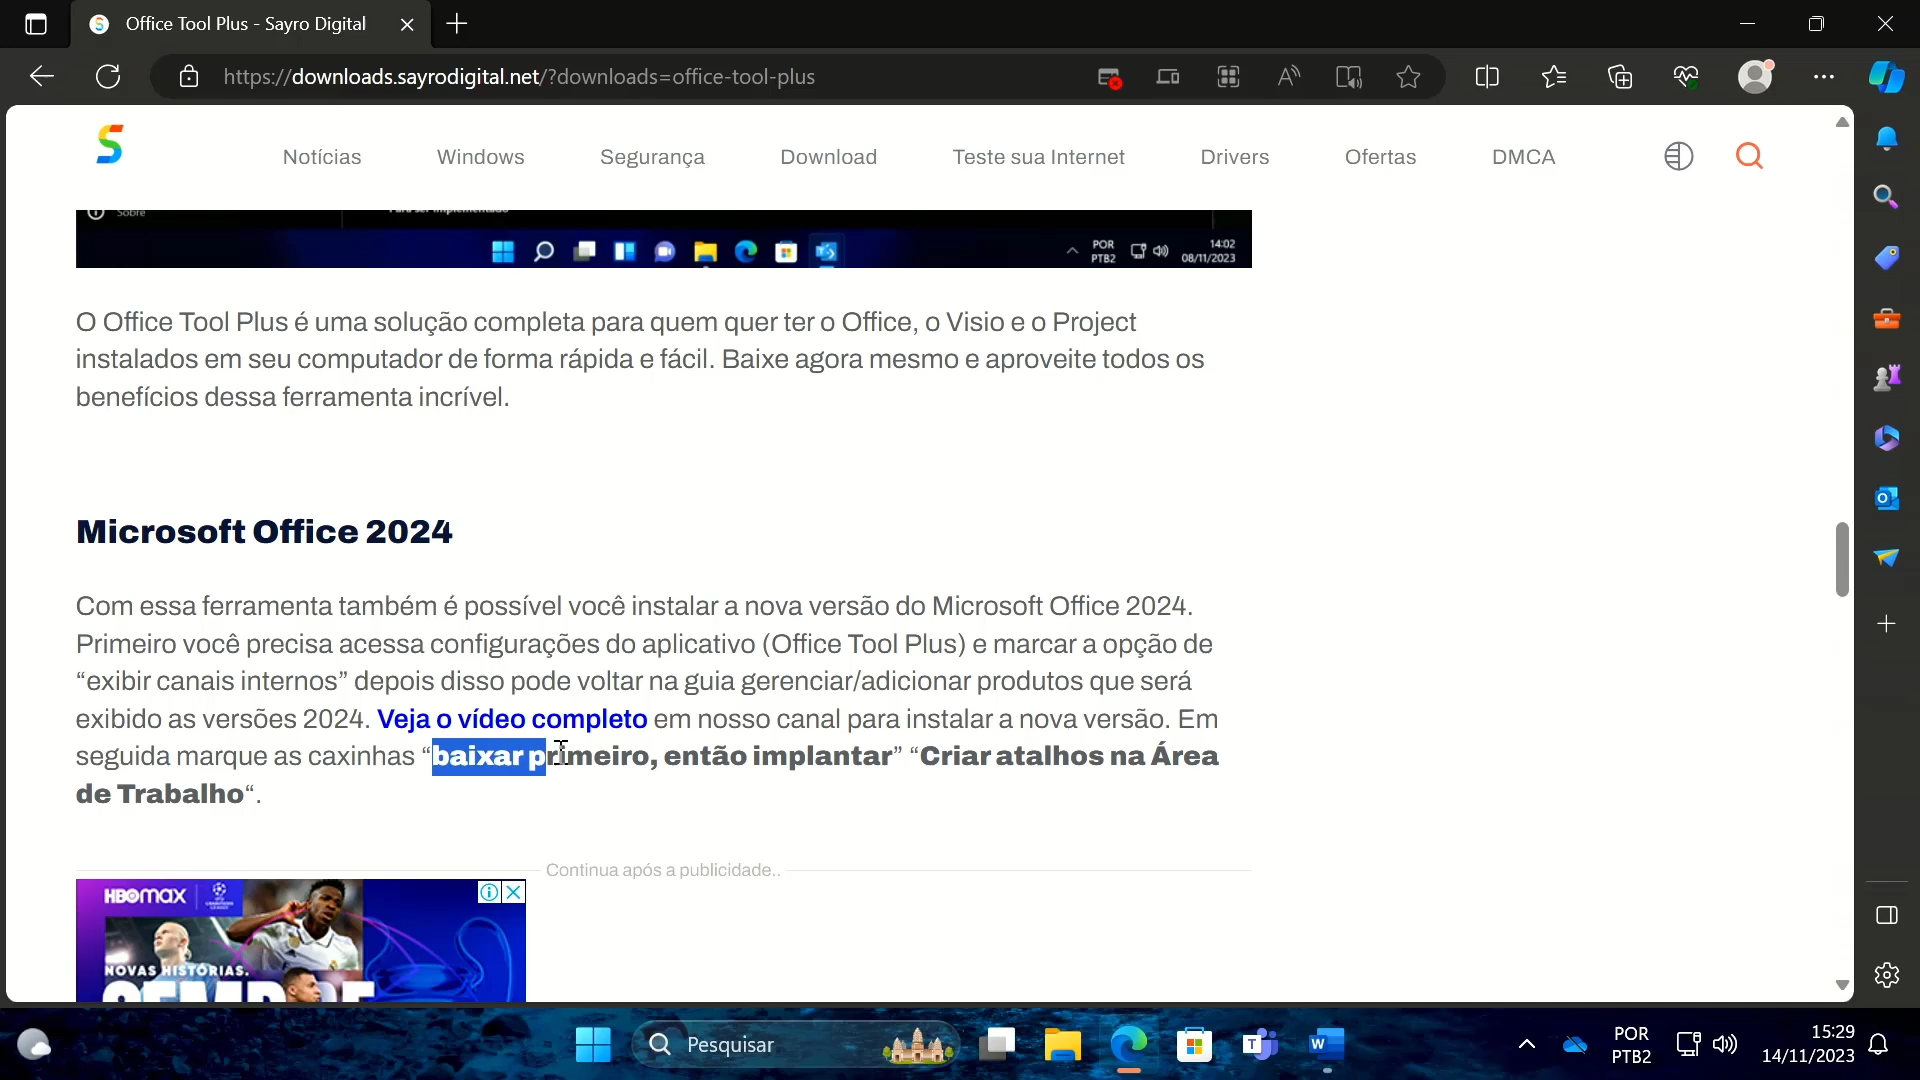 Office Tool Plus - Sayro Digital
https://downloads.sayrodigital.net/?downloads=office-tool-plus
Notícias Windows Segurança Download Teste sua Internet Drivers Ofertas DMCA
Sobre
Para ser implementado
POR 14:02
PTB2 08/11/2023
O Office Tool Plus é uma solução completa para quem quer ter o Office, o Visio e o Project
instalados em seu computador de forma rápida e fácil. Baixe agora mesmo e aproveite todos os
benefícios dessa ferramenta incrível.
Microsoft Office 2024
Com essa ferramenta também é possível você instalar a nova versão do Microsoft Office 2024.
Primeiro você precisa acessa configurações do aplicativo (Office Tool Plus) e marcar a opção de
“exibir canais internos” depois disso pode voltar na guia gerenciar/adicionar produtos que será
exibido as versões 2024. Veja o vídeo completo em nosso canal para instalar a nova versão. Em
seguida marque as caxinhas “baixar primeiro, então implantar” “Criar atalhos na Área
de Trabalho“.
Continua após a publicidade..
HBOMAX
NOVAS HISTÓRIAS.
SEMPRE
Pesquisar
POR 15:29
PTB2 14/11/2023